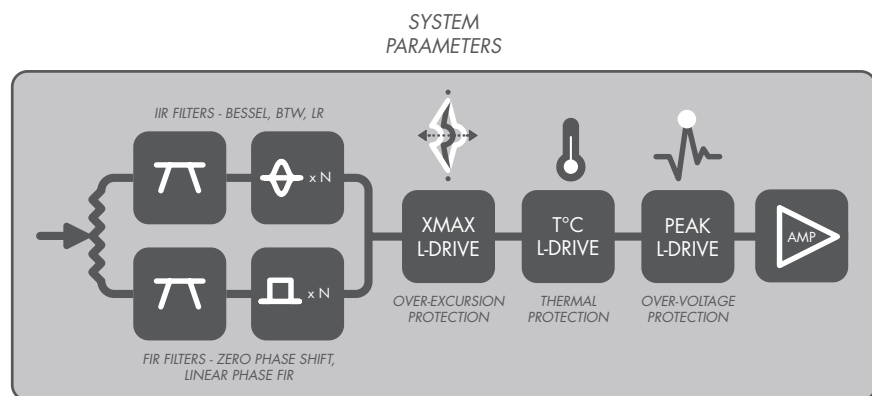 SYSTEM
PARAMETERS
IIR FILTERS - BESSEL, BTW, LR
x N
x N
FIR FILTERS - ZERO PHASE SHIFT,
LINEAR PHASE FIR
XMAX
L-DRIVE
OVER-EXCURSION
PROTECTION
T°C
L-DRIVE
THERMAL
PROTECTION
PEAK
L-DRIVE
OVER-VOLTAGE
PROTECTION
AMP